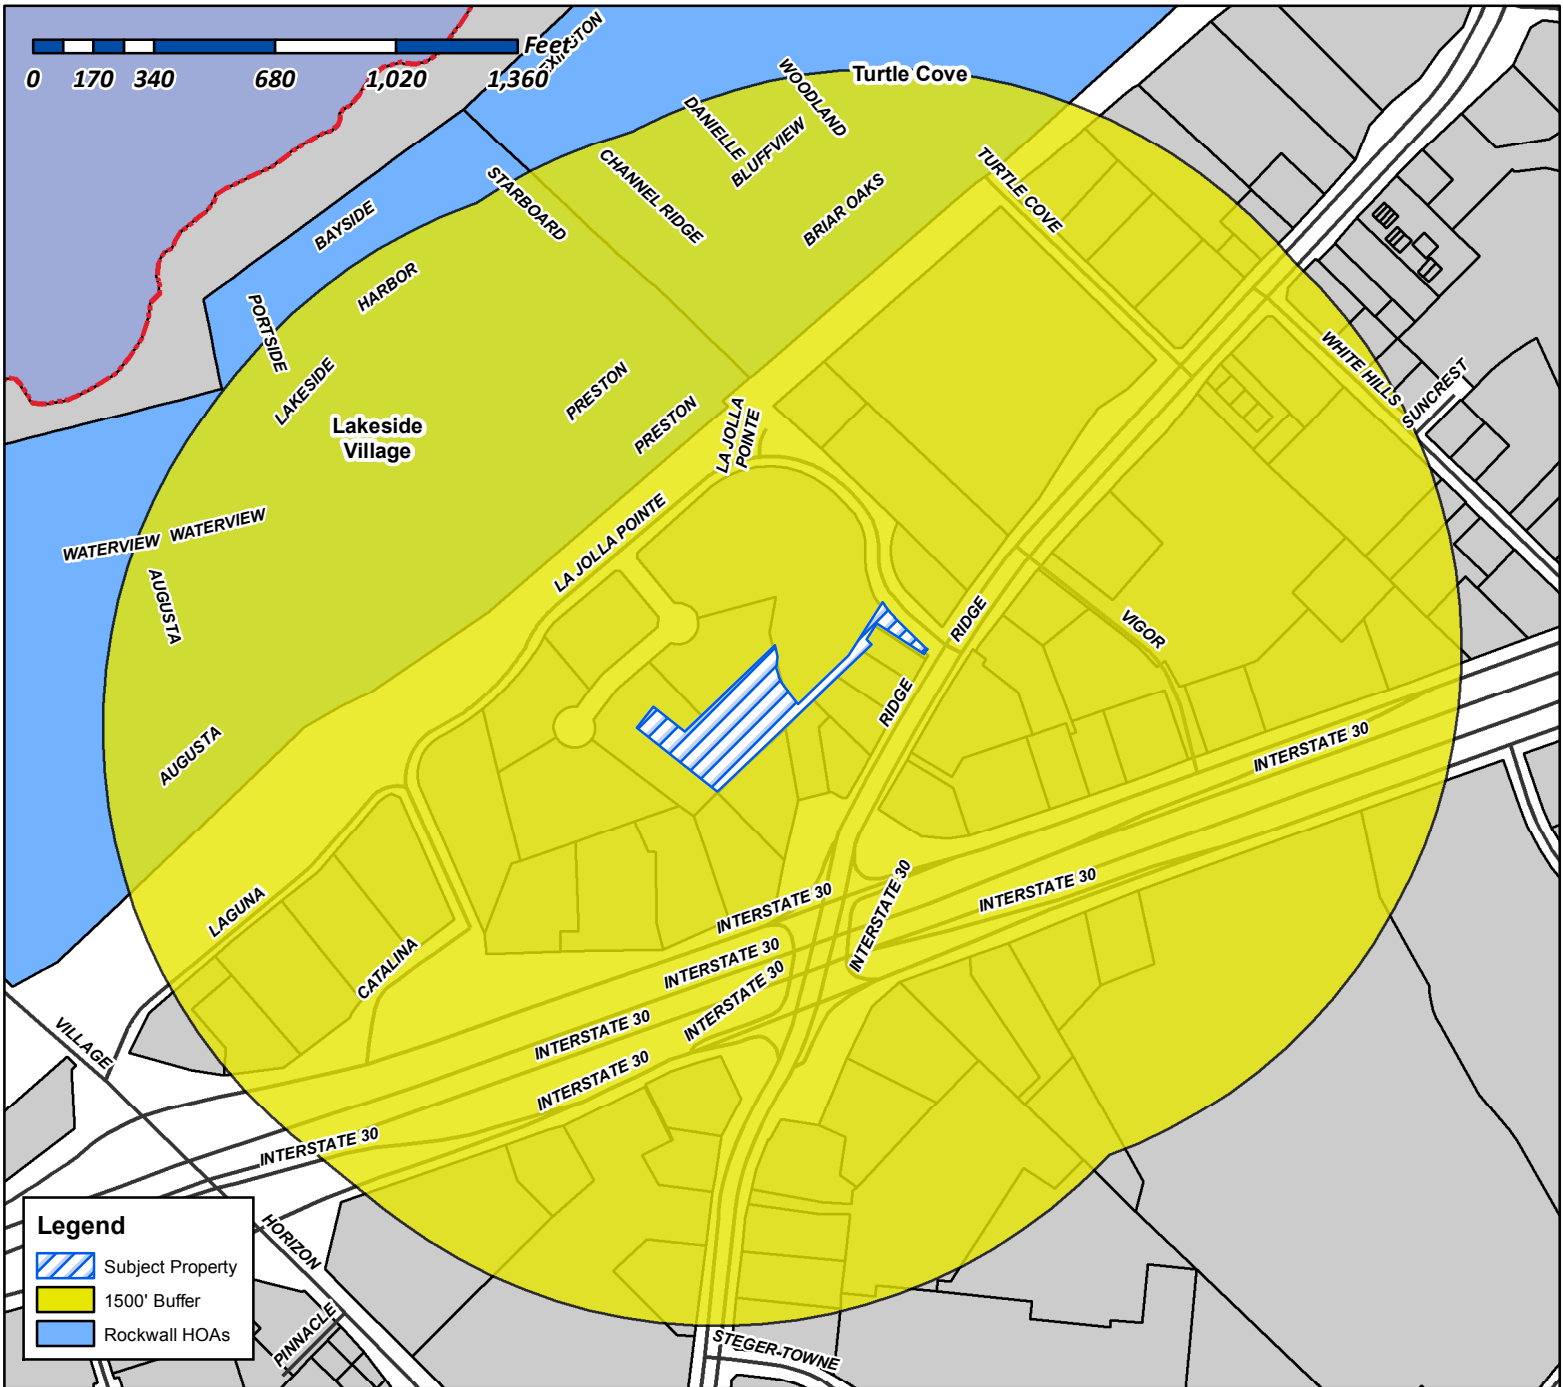 Feet
0 170 340 680 1,020 1,360
WOODLAND
Turtle Cove
DANIELLE
BLUFFVIEW
CHANNEL RIDGE
BRIAR OAKS
TURTLE COVE
STARBOARD
BAYSIDE
HARBOR
PORTSIDE
LAKESIDE
Lakeside
Village
PRESTON
PRESTON
LA JOLLA
POINTE
WHITE HILLS
SUNCREST
WATERVIEW
WATERVIEW
LA JOLLA POINTE
AUGUSTA
RIDGE
VIGOR
RIDGE
AUGUSTA
INTERSTATE 30
INTERSTATE 30
INTERSTATE 30
INTERSTATE 30
LAGUNA
CATALINA
INTERSTATE 30
INTERSTATE 30
INTERSTATE 30
INTERSTATE 30
VILLAGE
INTERSTATE 30
HORIZON
PINNACLE
STEGER-TOWNE
Legend
Subject Property
1500' Buffer
Rockwall HOAs